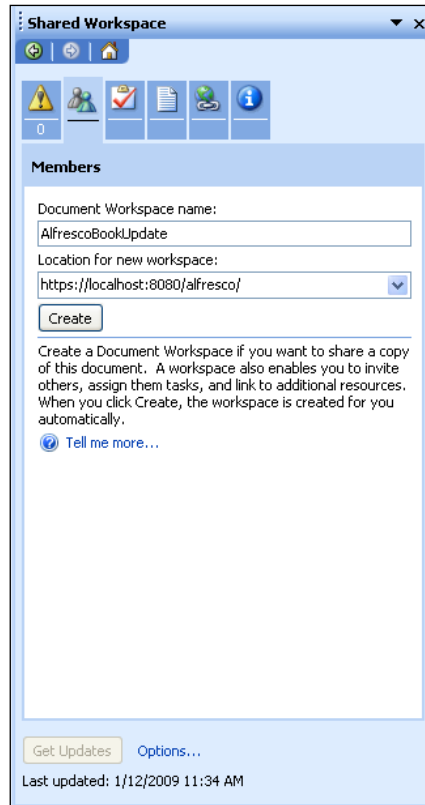 Shared Workspace
0
Members
Document Workspace name:
AlfrescoBookUpdate
Location for new workspace:
https://localhost:8080/alfresco/
Create
Create a Document Workspace if you want to share a copy
of this document. A workspace also enables you to invite
others, assign them tasks, and link to additional resources.
When you click Create, the workspace is created for you
automatically.
Tell me more...
Get Updates Options...
Last updated: 1/12/2009 11:34 AM